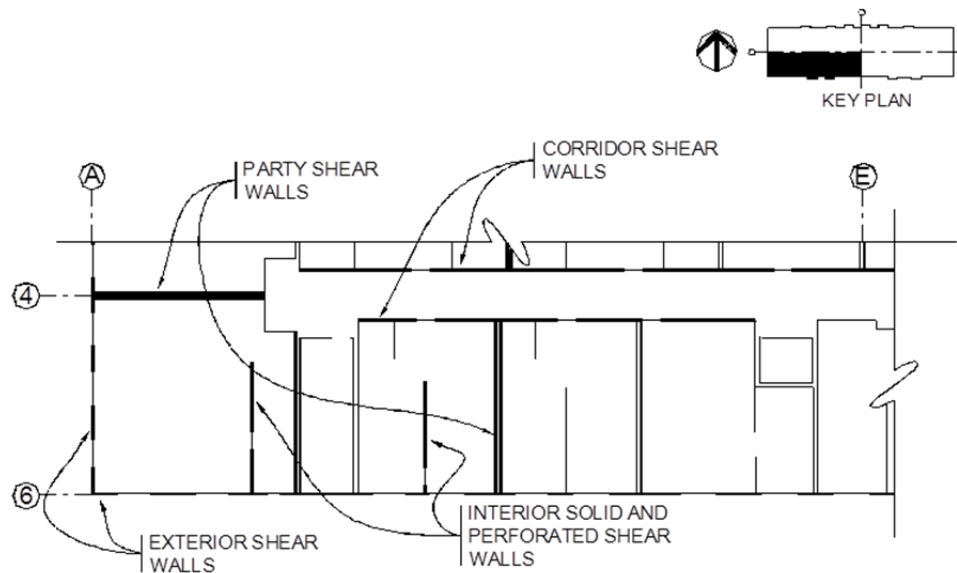 KEY PLAN
A
PARTY SHEAR
WALLS
CORRIDOR SHEAR
WALLS
E
4
6
EXTERIOR SHEAR
WALLS
INTERIOR SOLID AND
PERFORATED SHEAR
WALLS